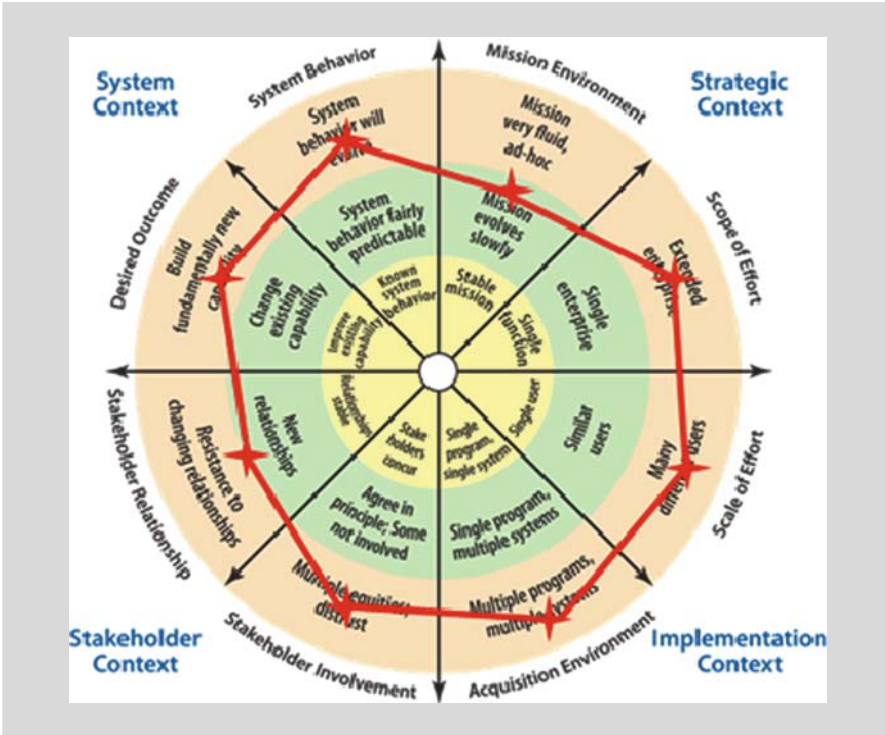 System
Context
System Behavior
Mission Environment
Strategic
Context
System
behavior will
evolve
Mission
very fluid,
ad-hoc
Desired Outcome
Build
fundamentally new
capability
System
behavior fairly
predictable
Mission
evolves
slowly
Extended
enterprise
Scope of Effort
Change
existing
capability
Known
system
behavior
Stable
mission
Single
enterprise
Improve
existing
capability
Single
function
Stakeholder Relationship
Resistance to
changing relationships
New
relationships
Relationships
stable
Stake
holders
concur
Single
program,
single system
Single user
Similar
users
Many
different users
Scale of Effort
Agree in
principle; Some
not involved
Single program,
multiple systems
Multiple equities;
distrust
Multiple programs,
multiple systems
Stakeholder
Context
Stakeholder Involvement
Acquisition Environment
Implementation
Context